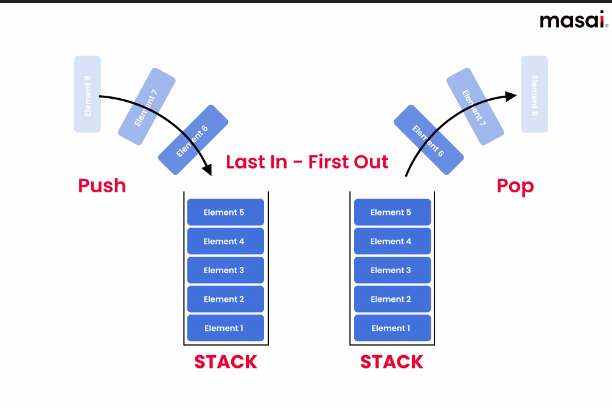 masai.
Element 8
Element 7
Element 6
Push
Last In - First Out
Element 8
Element 7
Element 6
Pop
Element 5
Element 4
Element 3
Element 2
Element 1
STACK
Element 5
Element 4
Element 3
Element 2
Element 1
STACK